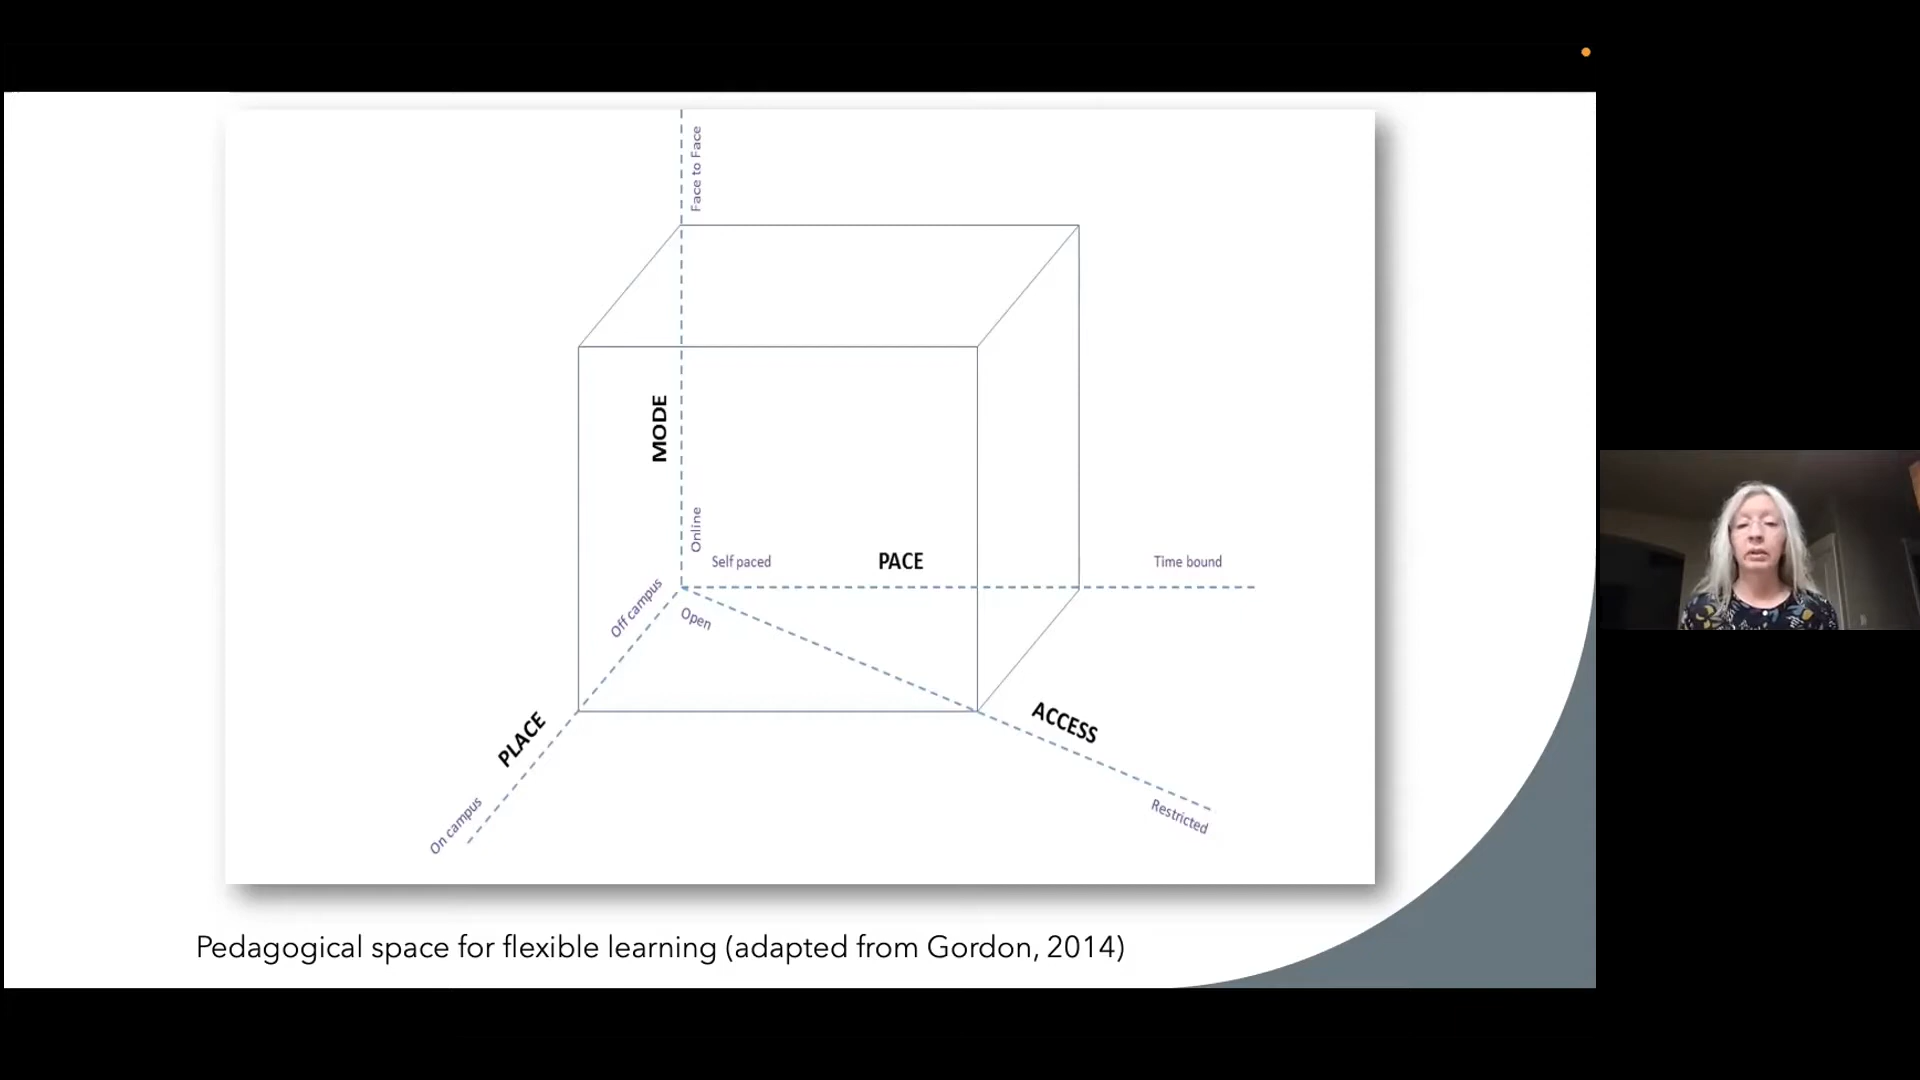 Face to Face
MODE
Online
Self paced
PACE
Time bound
Off campus
Open
PLACE
ACCESS
On campus
Restricted
Pedagogical space for flexible learning (adapted from Gordon, 2014)